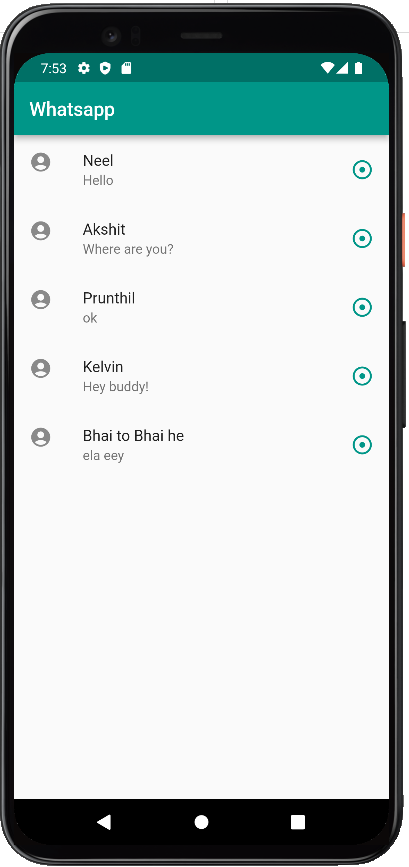 7:53
Whatsapp
Neel
Hello
Akshit
Where are you?
Prunthil
ok
Kelvin
Hey buddy!
Bhai to Bhai he
ela eey